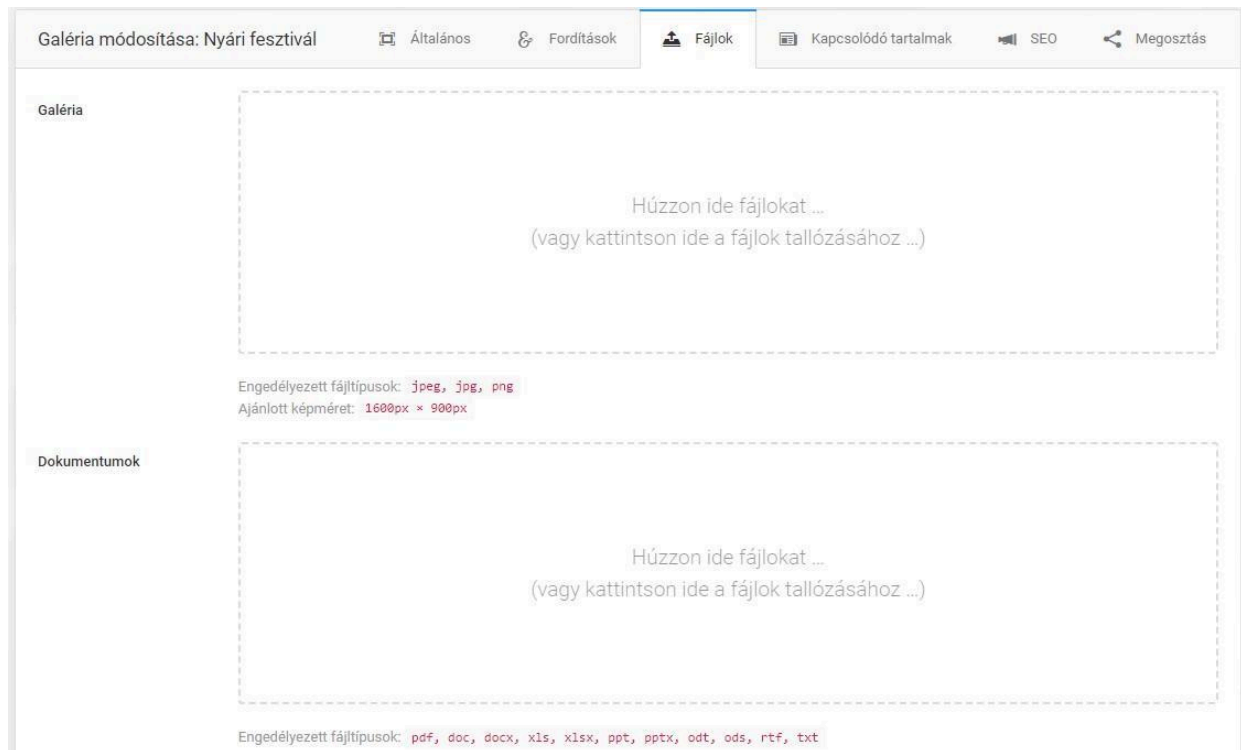 Galéria módosítása: Nyári fesztivál Általános Fordítások Fájlok Kapcsolódó tartalmak SEO Megosztás
Galéria
Húzzon ide fájlokat ...
(vagy kattintson ide a fájlok tallózásához ...)
Engedélyezett fájltípusok: jpeg, jpg, png
Ajánlott képméret: 1600px × 900px
Dokumentumok
Húzzon ide fájlokat ...
(vagy kattintson ide a fájlok tallózásához ...)
Engedélyezett fájltípusok: pdf, doc, docx, xls, xlsx, ppt, pptx, odt, ods, rtf, txt